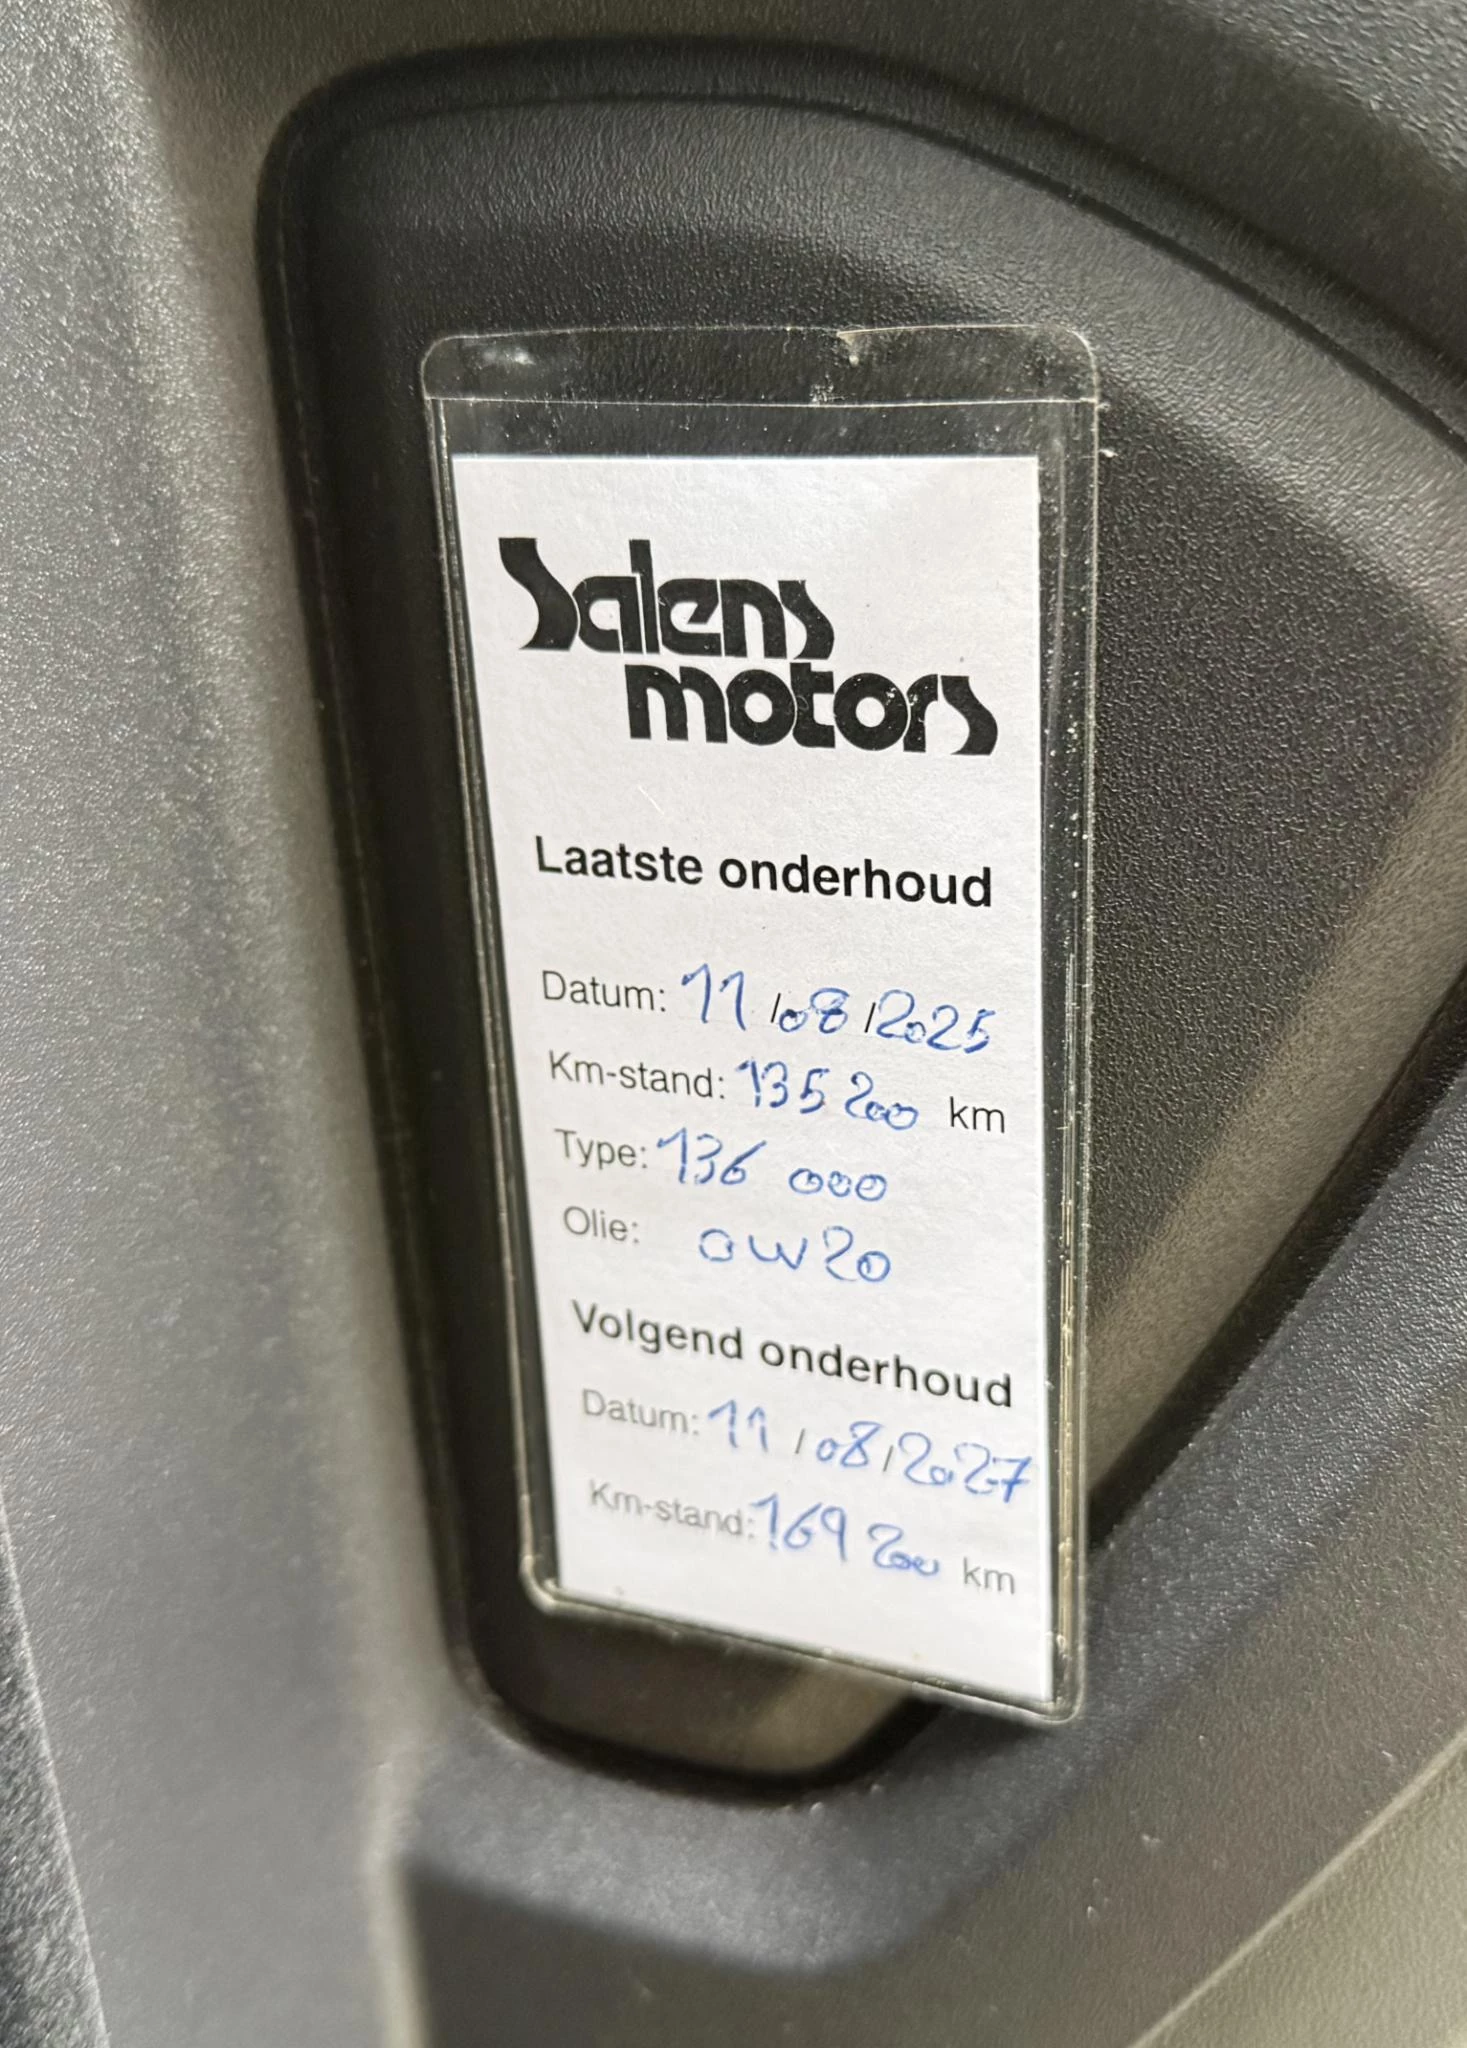 Salens
motors
Laatste onderhoud
Datum: 11/08/2025
Km-stand: 135 200 km
Type: 136 000
Olie: 0W20
Volgend onderhoud
Datum: 11/08/2027
Km-stand: 169 200 km